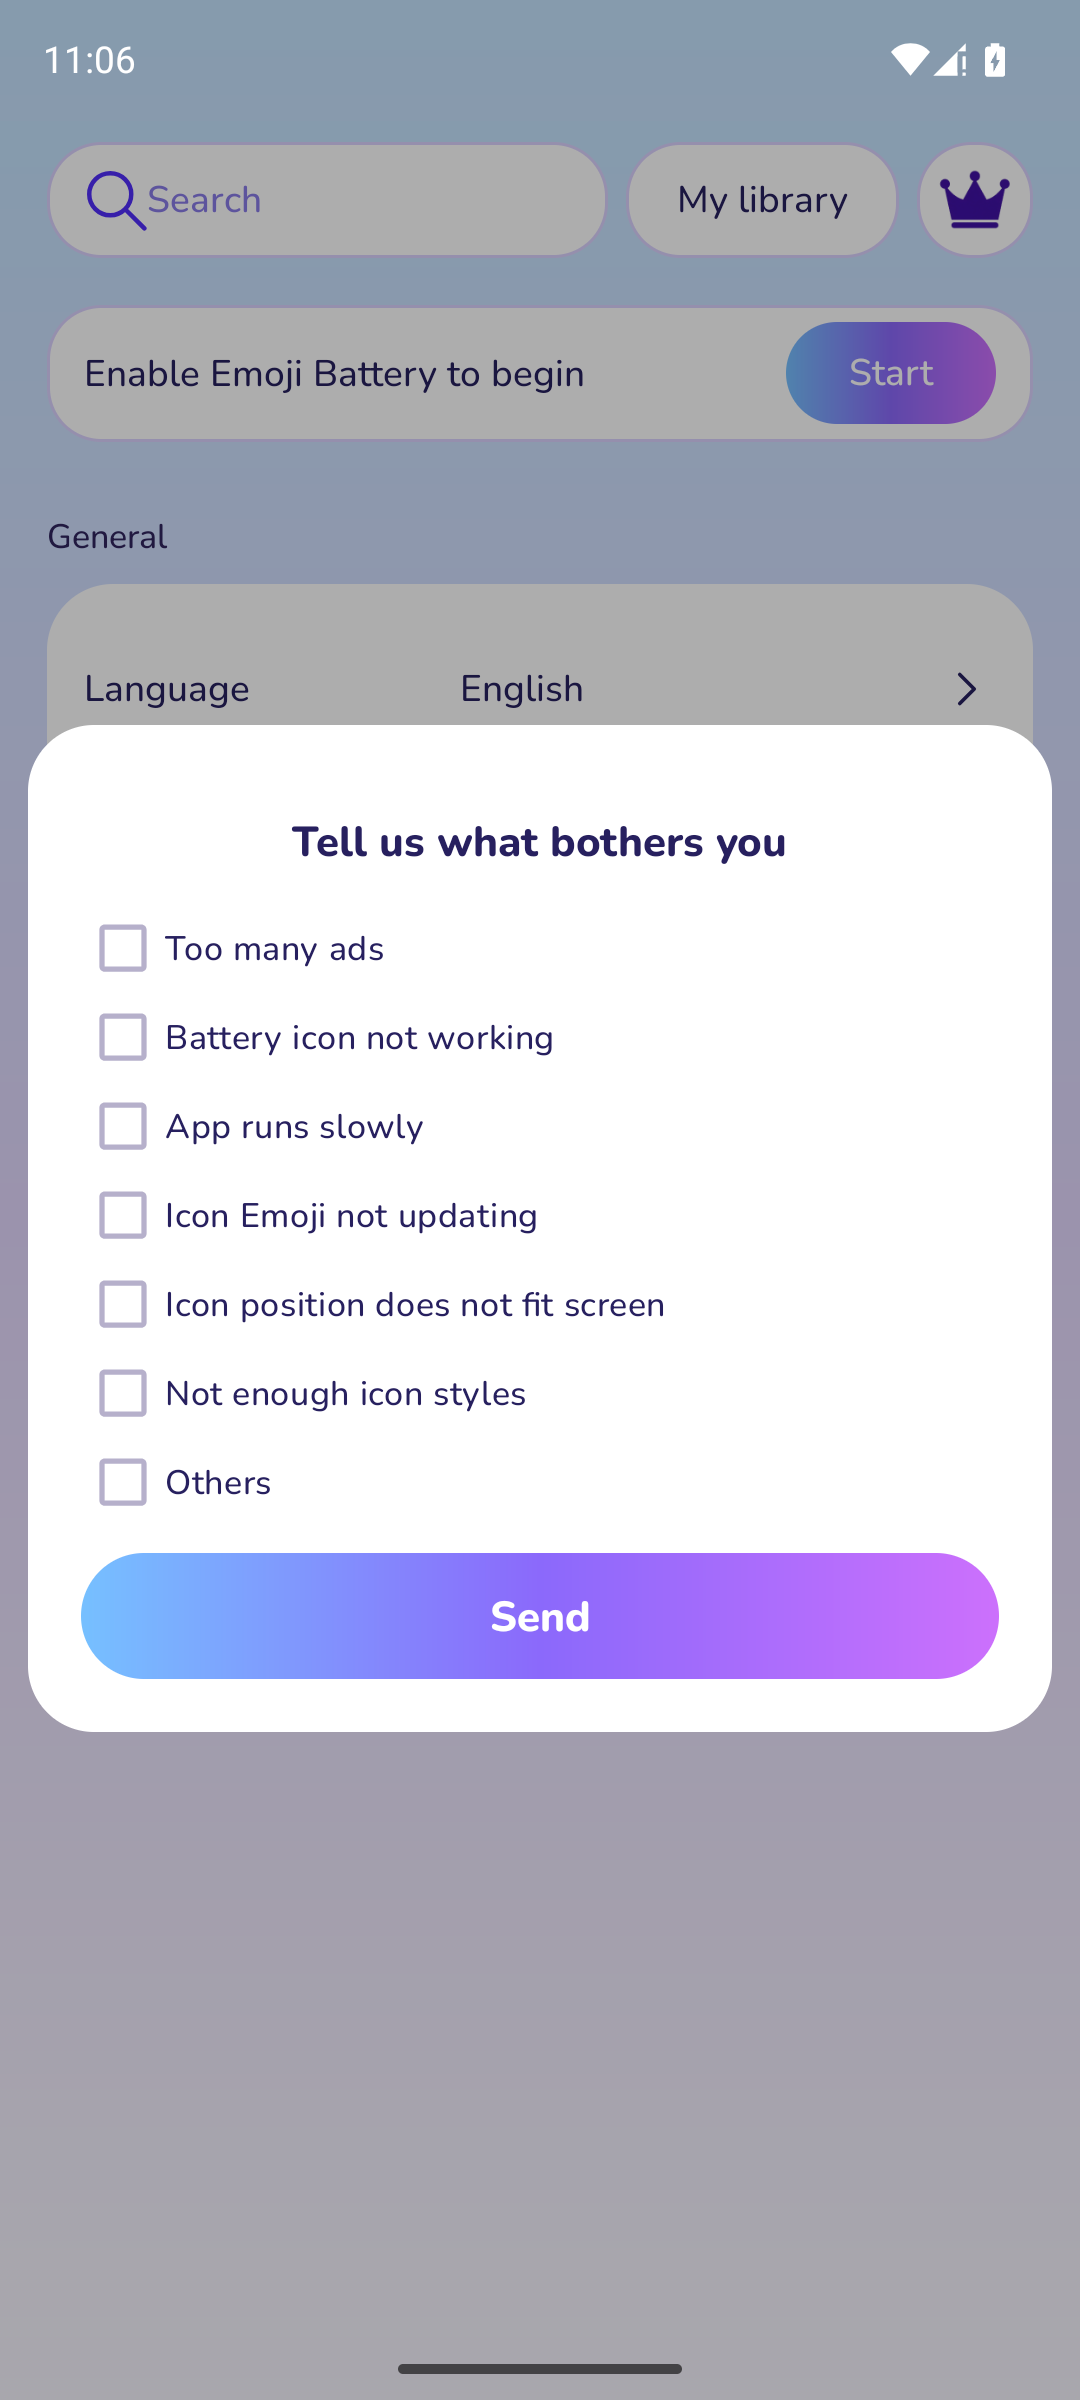 11:06
Search
My library
Enable Emoji Battery to begin
Start
General
Language
English
Tell us what bothers you
Too many ads
Battery icon not working
App runs slowly
Icon Emoji not updating
Icon position does not fit screen
Not enough icon styles
Others
Send